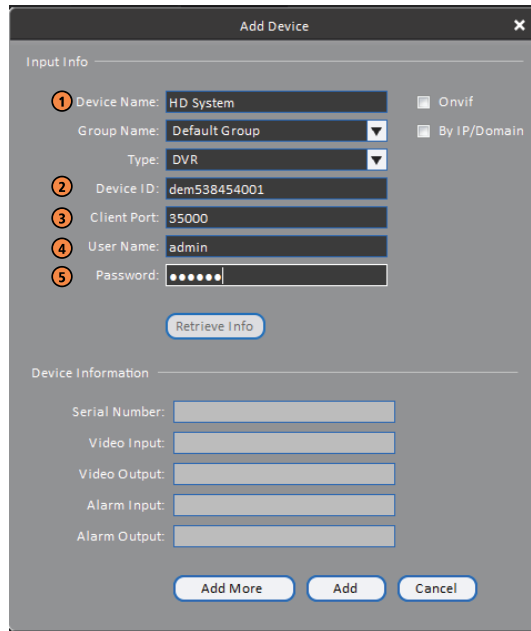 Add Device
Input Info
1 Device Name: HD System Onvif
Group Name: Default Group By IP/Domain
Type: DVR
2 Device ID: dem538454001
3 Client Port: 35000
4 User Name: admin
5 Password: ●●●●●●
Retrieve Info
Device Information
Serial Number:
Video Input:
Video Output:
Alarm Input:
Alarm Output:
Add More Add Cancel